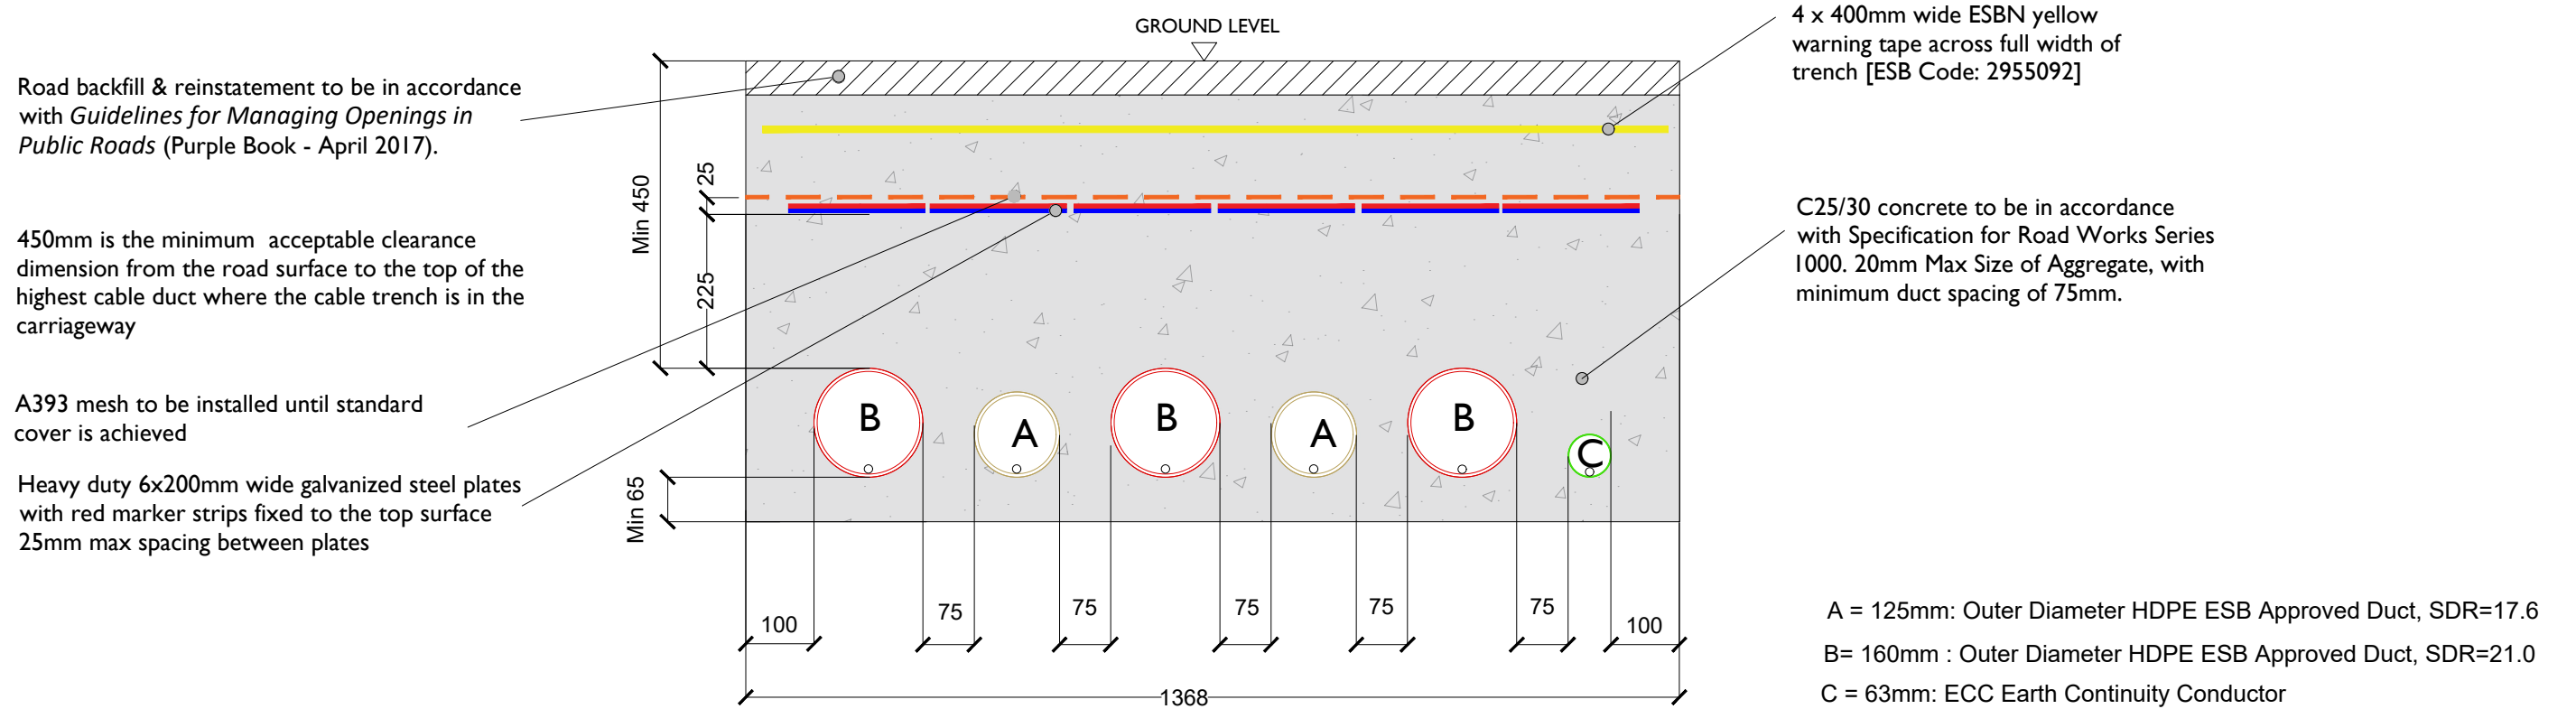 GROUND LEVEL
Road backfill & reinstatement to be in accordance
with Guidelines for Managing Openings in
Public Roads (Purple Book - April 2017).
450mm is the minimum acceptable clearance
dimension from the road surface to the top of the
highest cable duct where the cable trench is in the
carriageway
A393 mesh to be installed until standard
cover is achieved
Heavy duty 6x200mm wide galvanized steel plates
with red marker strips fixed to the top surface
25mm max spacing between plates
Min 450
25
225
Min 65
B
A
B
A
B
C
100
75
75
75
75
75
100
1368
4 x 400mm wide ESBN yellow
warning tape across full width of
trench [ESB Code: 2955092]
C25/30 concrete to be in accordance
with Specification for Road Works Series
1000. 20mm Max Size of Aggregate, with
minimum duct spacing of 75mm.
A = 125mm: Outer Diameter HDPE ESB Approved Duct, SDR=17.6
B= 160mm : Outer Diameter HDPE ESB Approved Duct, SDR=21.0
C = 63mm: ECC Earth Continuity Conductor